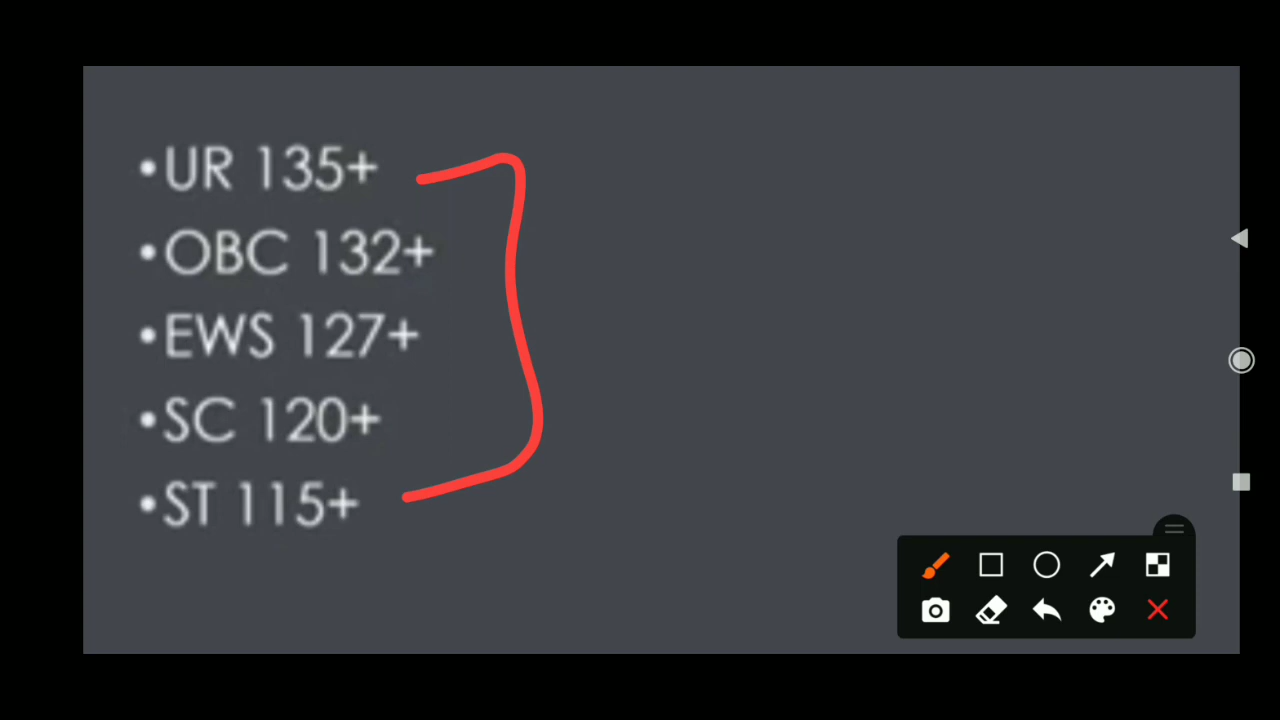 •UR 135+
•OBC 132+
•EWS 127+
•SC 120+
•ST 115+